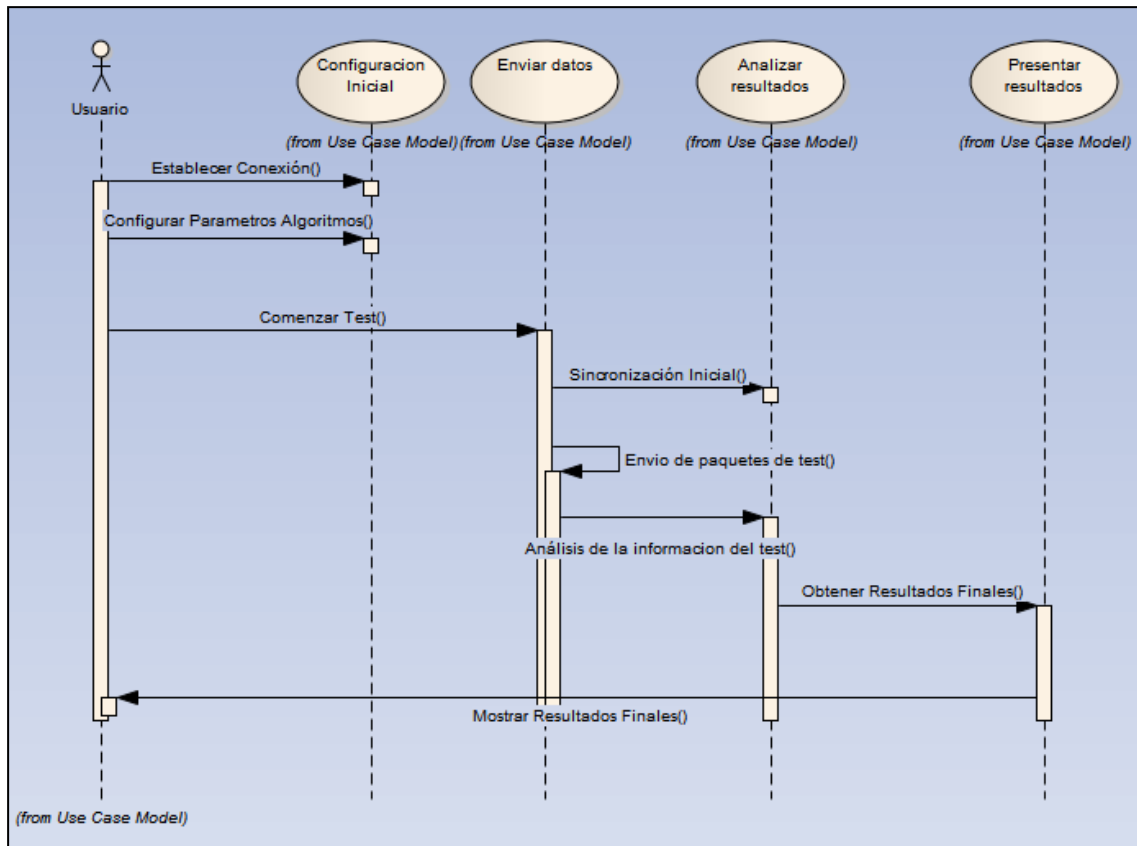 Usuario
Configuracion
Inicial
Enviar datos
Analizar
resultados
Presentar
resultados
(from Use Case Model)
(from Use Case Model)
(from Use Case Model)
(from Use Case Model)
Establecer Conexión()
Configurar Parametros Algoritmos()
Comenzar Test()
Sincronización Inicial()
Envio de paquetes de test()
Análisis de la informacion del test()
Obtener Resultados Finales()
Mostrar Resultados Finales()
(from Use Case Model)